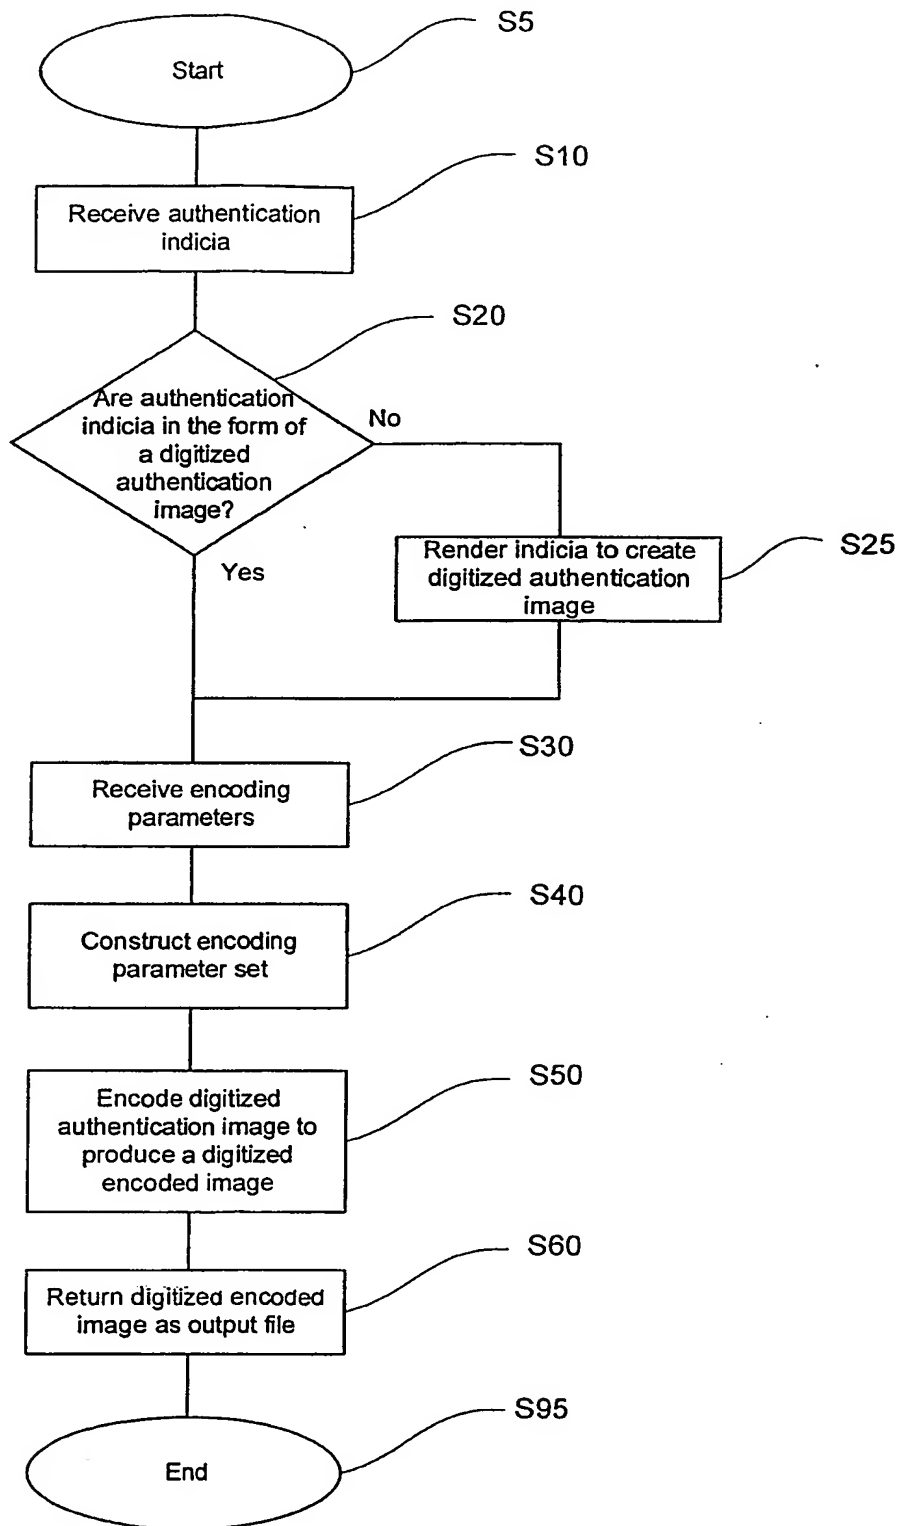 S5
Start
S10
Receive authentication
indicia
S20
Are authentication
indicia in the form of
a digitized
authentication
image?
No
Yes
S25
Render indicia to create
digitized authentication
image
S30
Receive encoding
parameters
S40
Construct encoding
parameter set
S50
Encode digitized
authentication image to
produce a digitized
encoded image
S60
Return digitized encoded
image as output file
S95
End